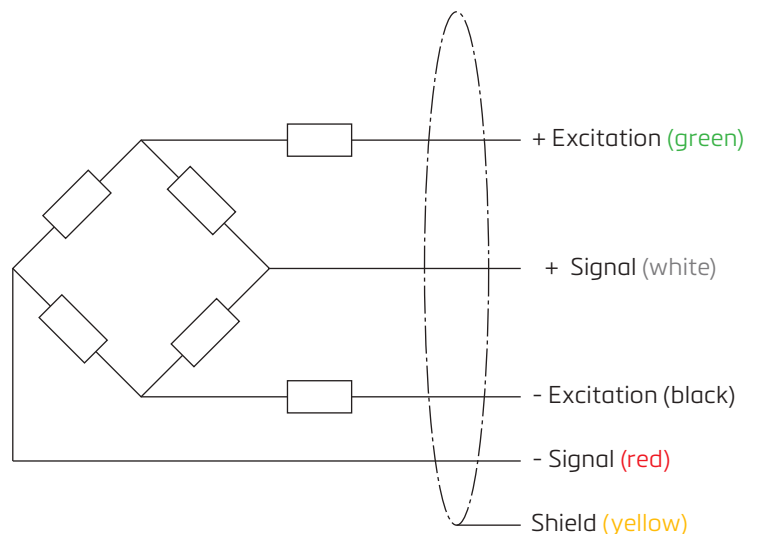 + Excitation (green)
+ Signal (white)
- Excitation (black)
- Signal (red)
Shield (yellow)